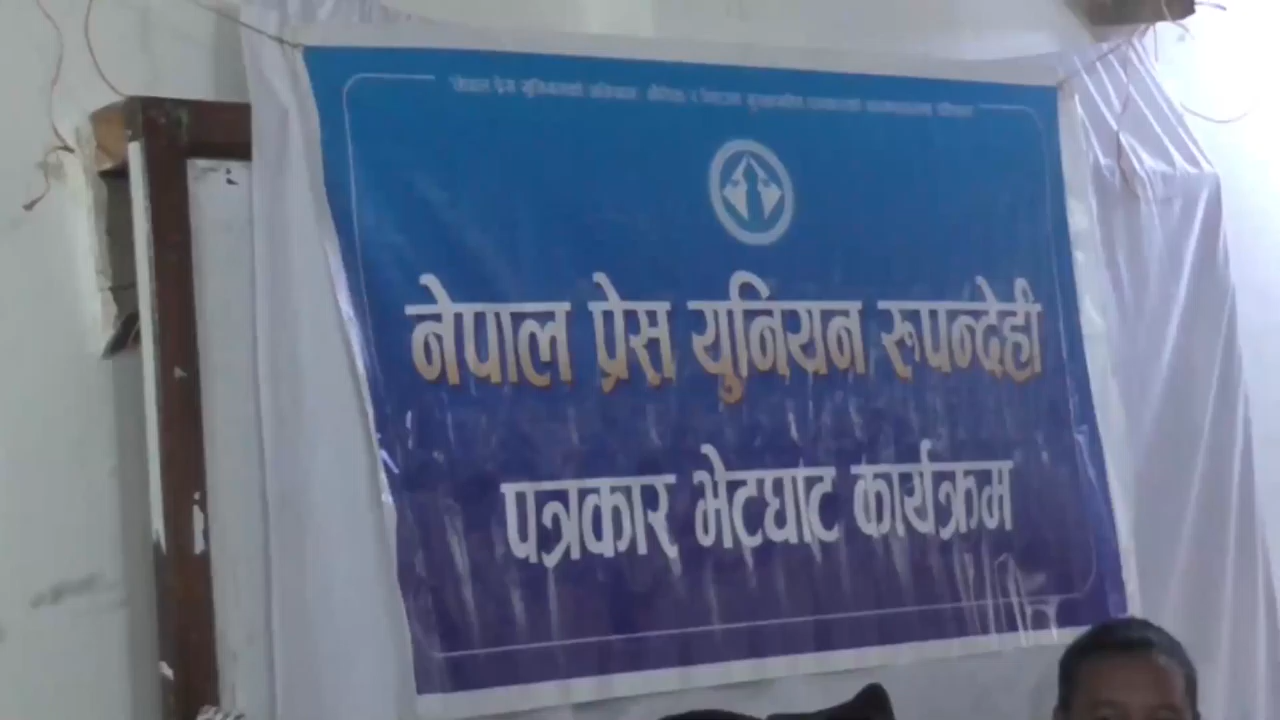 नेपाल प्रेस युनियन रुपन्देही
पत्रकार भेटघाट कार्यक्रम